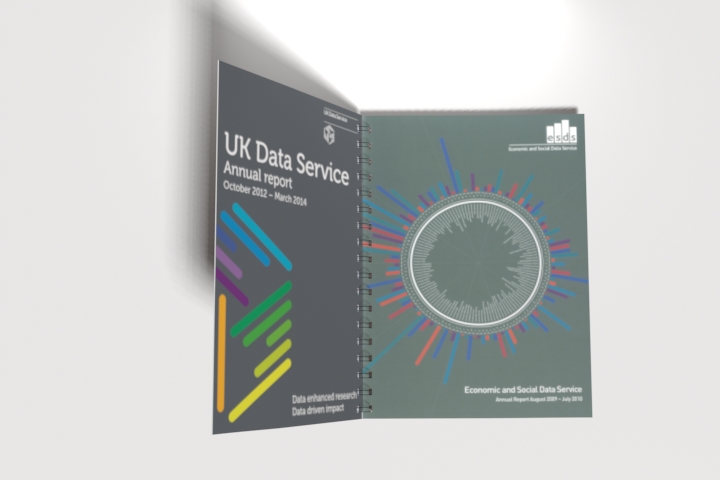 UK Data Service
UK Data Service
Annual report
October 2012 – March 2014
Data enhanced research
Data driven impact
esds
Economic and Social Data Service
Economic and Social Data Service
Annual Report August 2009 – July 2010